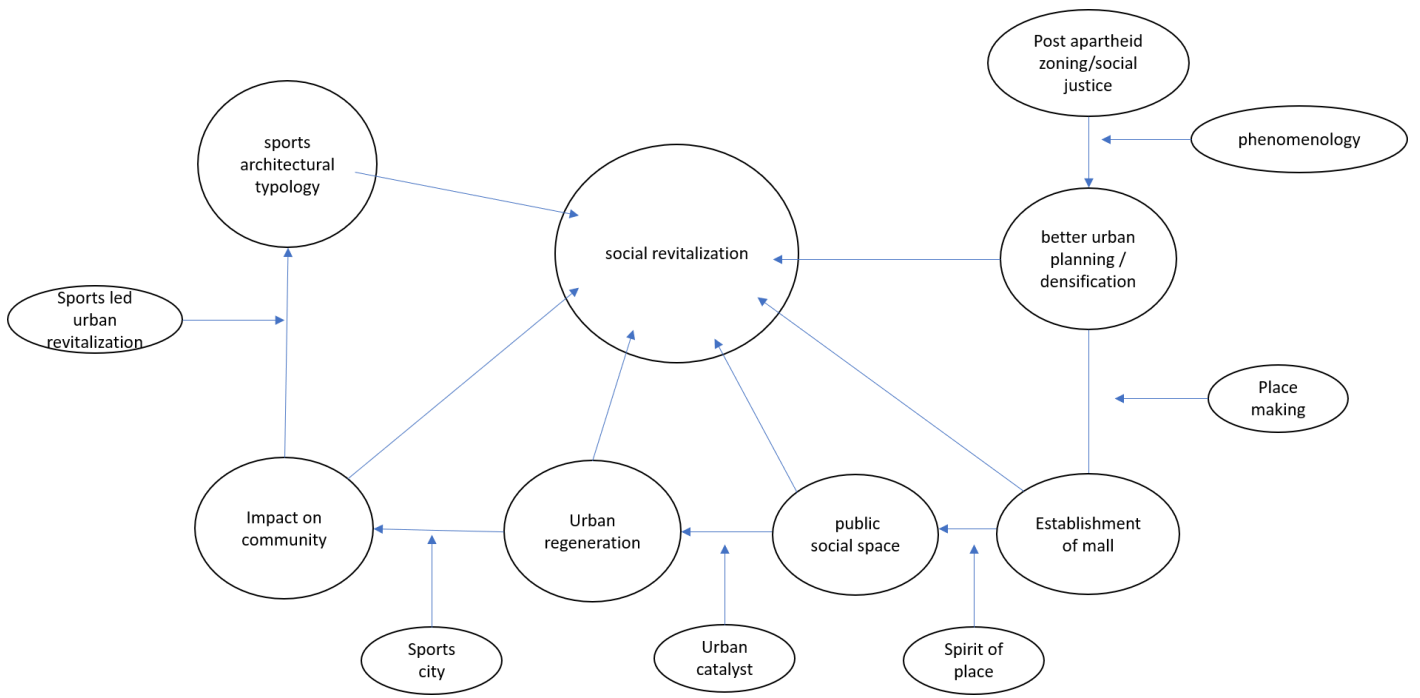 Post apartheid
zoning/social
justice
sports
architectural
typology
phenomenology
social revitalization
better urban
planning /
densification
Sports led
urban
revitalization
Place
making
Impact on
community
Urban
regeneration
public
social space
Establishment
of mall
Sports
city
Urban
catalyst
Spirit of
place